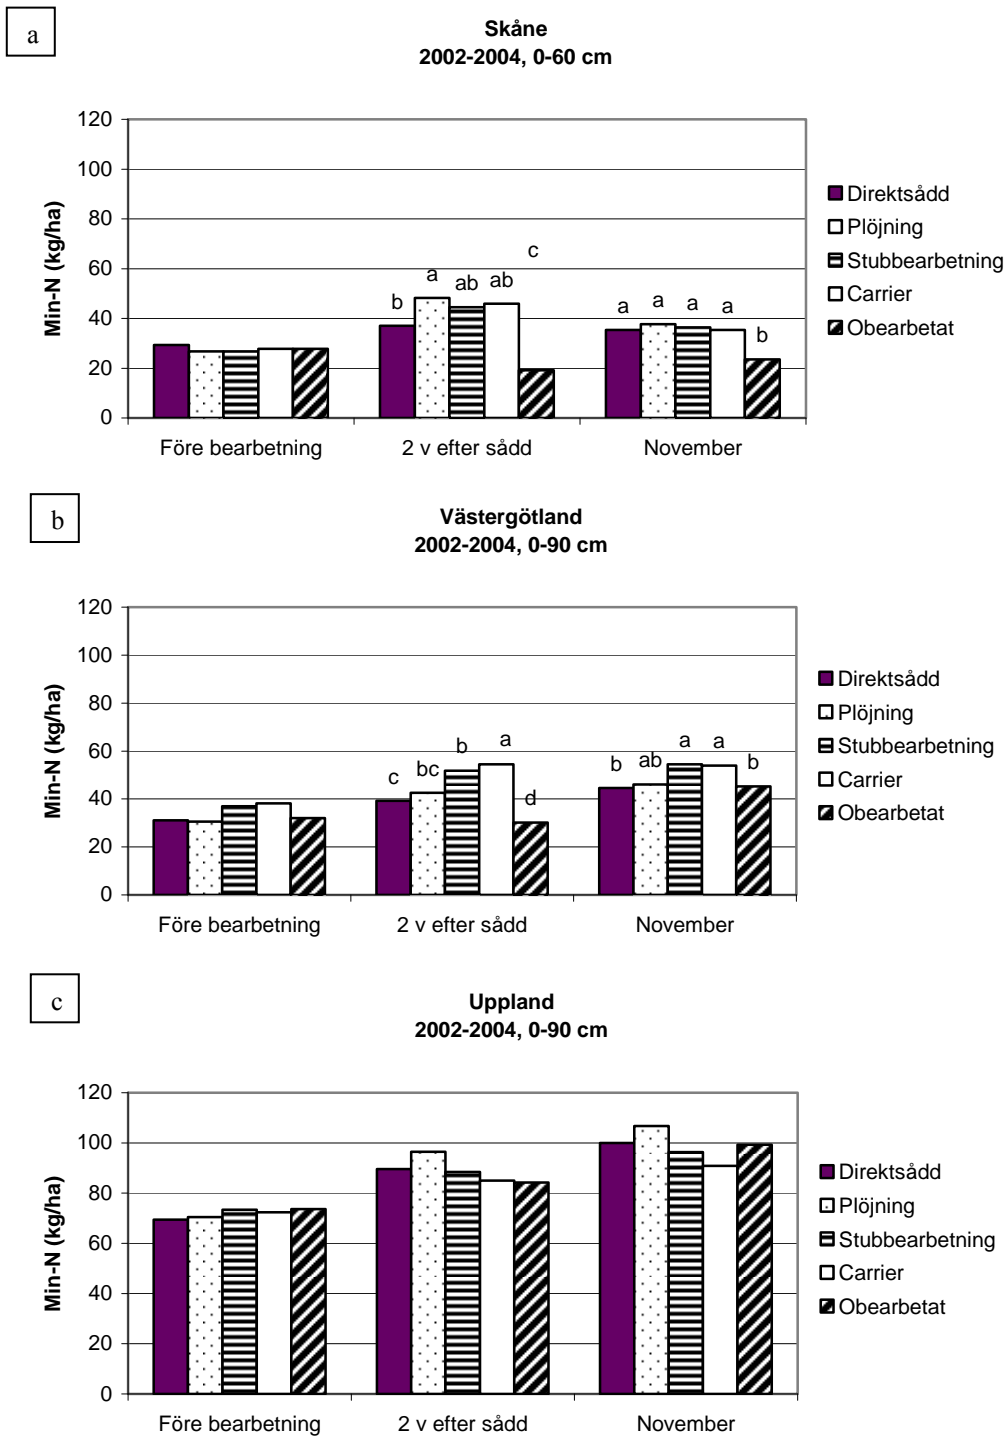 a
Skåne
2002-2004, 0-60 cm
120
100
80
60
40
20
0
Min-N (kg/ha)
b a ab ab c
a a a a b
Före bearbetning 2 v efter sådd November
Direktsådd
Plöjning
Stubbearbetning
Carrier
Obearbetat
b
Västergötland
2002-2004, 0-90 cm
120
100
80
60
40
20
0
Min-N (kg/ha)
c bc b a d
b ab a a b
Före bearbetning 2 v efter sådd November
Direktsådd
Plöjning
Stubbearbetning
Carrier
Obearbetat
c
Uppland
2002-2004, 0-90 cm
120
100
80
60
40
20
0
Min-N (kg/ha)
Före bearbetning 2 v efter sådd November
Direktsådd
Plöjning
Stubbearbetning
Carrier
Obearbetat